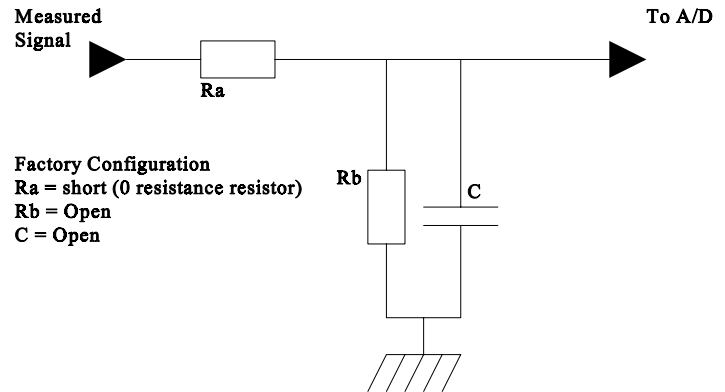 Measured
Signal
To A/D
Ra
Factory Configuration
Ra = short (0 resistance resistor)
Rb = Open
C = Open
Rb
C